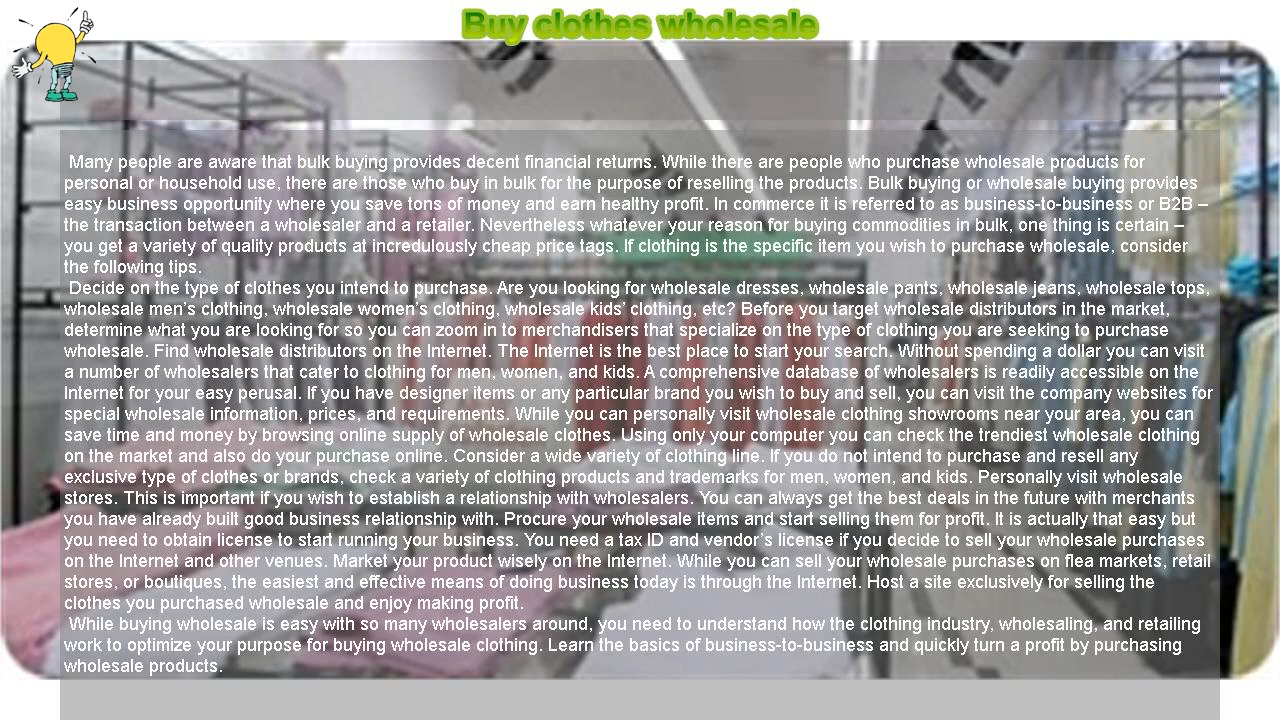 Buy clothes wholesale
Many people are aware that bulk buying provides decent financial returns. While there are people who purchase wholesale products for
personal or household use, there are those who buy in bulk for the purpose of reselling the products. Bulk buying or wholesale buying provides
easy business opportunity where you save tons of money and earn healthy profit. In commerce it is referred to as business-to-business or B2B –
the transaction between a wholesaler and a retailer. Nevertheless whatever your reason for buying commodities in bulk, one thing is certain –
you get a variety of quality products at incredulously cheap price tags. If clothing is the specific item you wish to purchase wholesale, consider
the following tips.
Decide on the type of clothes you intend to purchase. Are you looking for wholesale dresses, wholesale pants, wholesale jeans, wholesale tops,
wholesale men’s clothing, wholesale women’s clothing, wholesale kids’ clothing, etc? Before you target wholesale distributors in the market,
determine what you are looking for so you can zoom in to merchandisers that specialize on the type of clothing you are seeking to purchase
wholesale. Find wholesale distributors on the Internet. The Internet is the best place to start your search. Without spending a dollar you can visit
a number of wholesalers that cater to clothing for men, women, and kids. A comprehensive database of wholesalers is readily accessible on the
Internet for your easy perusal. If you have designer items or any particular brand you wish to buy and sell, you can visit the company websites for
special wholesale information, prices, and requirements. While you can personally visit wholesale clothing showrooms near your area, you can
save time and money by browsing online supply of wholesale clothes. Using only your computer you can check the trendiest wholesale clothing
on the market and also do your purchase online. Consider a wide variety of clothing line. If you do not intend to purchase and resell any
exclusive type of clothes or brands, check a variety of clothing products and trademarks for men, women, and kids. Personally visit wholesale
stores. This is important if you wish to establish a relationship with wholesalers. You can always get the best deals in the future with merchants
you have already built good business relationship with. Procure your wholesale items and start selling them for profit. It is actually that easy but
you need to obtain license to start running your business. You need a tax ID and vendor’s license if you decide to sell your wholesale purchases
on the Internet and other venues. Market your product wisely on the Internet. While you can sell your wholesale purchases on flea markets, retail
stores, or boutiques, the easiest and effective means of doing business today is through the Internet. Host a site exclusively for selling the
clothes you purchased wholesale and enjoy making profit.
While buying wholesale is easy with so many wholesalers around, you need to understand how the clothing industry, wholesaling, and retailing
work to optimize your purpose for buying wholesale clothing. Learn the basics of business-to-business and quickly turn a profit by purchasing
wholesale products.